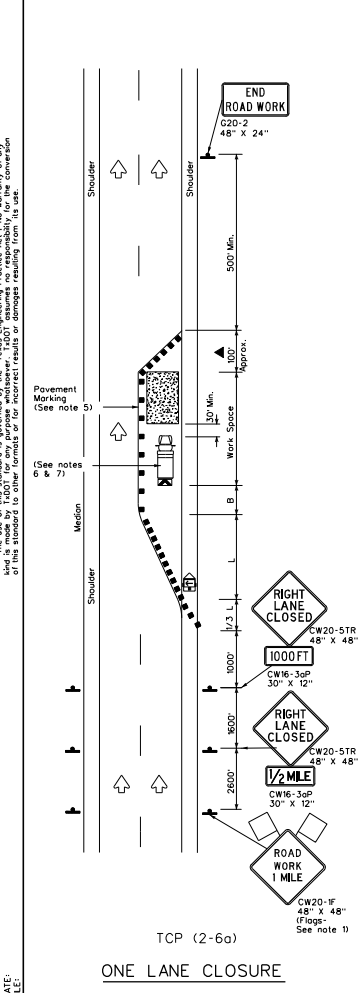 END
ROAD WORK
G20-2
48" X 24"
Shoulder
Shoulder
500' Min.
100'
Approx.
Pavement
Marking
(See note 5)
30' Min.
Work Space
(See notes
6 & 7)
B
Median
L
Shoulder
1/3 L
RIGHT
LANE
CLOSED
CW20-5TR
48" X 48"
1000'
1000 FT
CW16-3aP
30" X 12"
1600'
RIGHT
LANE
CLOSED
CW20-5TR
48" X 48"
1/2 MILE
CW16-3aP
30" X 12"
2600'
ROAD
WORK
1 MILE
CW20-1F
48" X 48"
(Flags-
See note 1)
TCP (2-6a)
ONE LANE CLOSURE
kind is made by TxDOT for any purpose whatsoever. TxDOT assumes no responsibility for the conversion
of this standard to other formats or for incorrect results or damages resulting from its use.